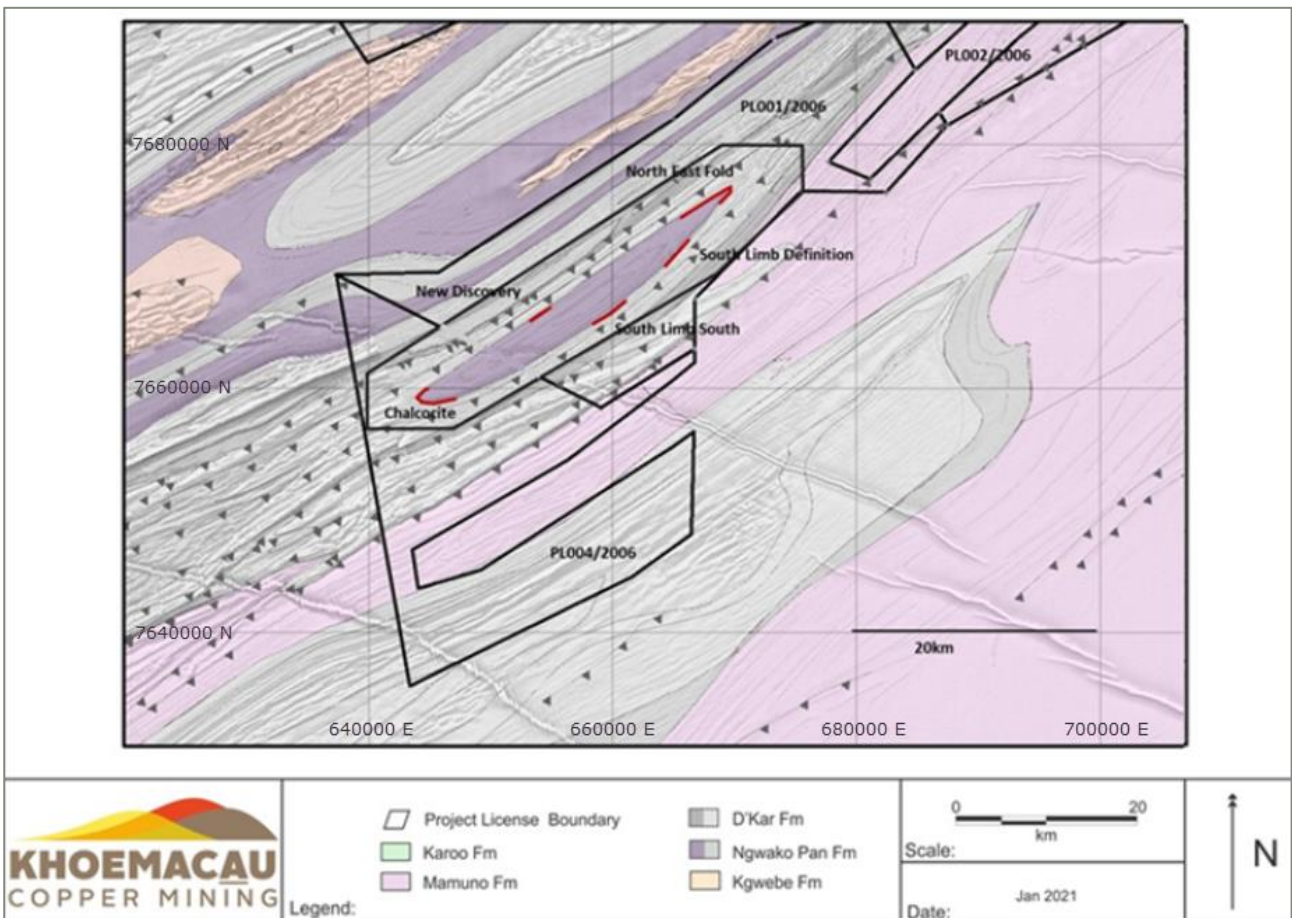 PL002/2006
PL001/2006
7680000 N
North East Fold
South Limb Definition
New Discovery
South Limb South
7660000 N
Chalcocite
PL004/2006
7640000 N
20km
640000 E
660000 E
680000 E
700000 E
KHOEMACAU
COPPER MINING
Legend:
Project License Boundary
Karoo Fm
Mamuno Fm
D'Kar Fm
Ngwako Pan Fm
Kgwebe Fm
0 20
km
Scale:
Date:
Jan 2021
N